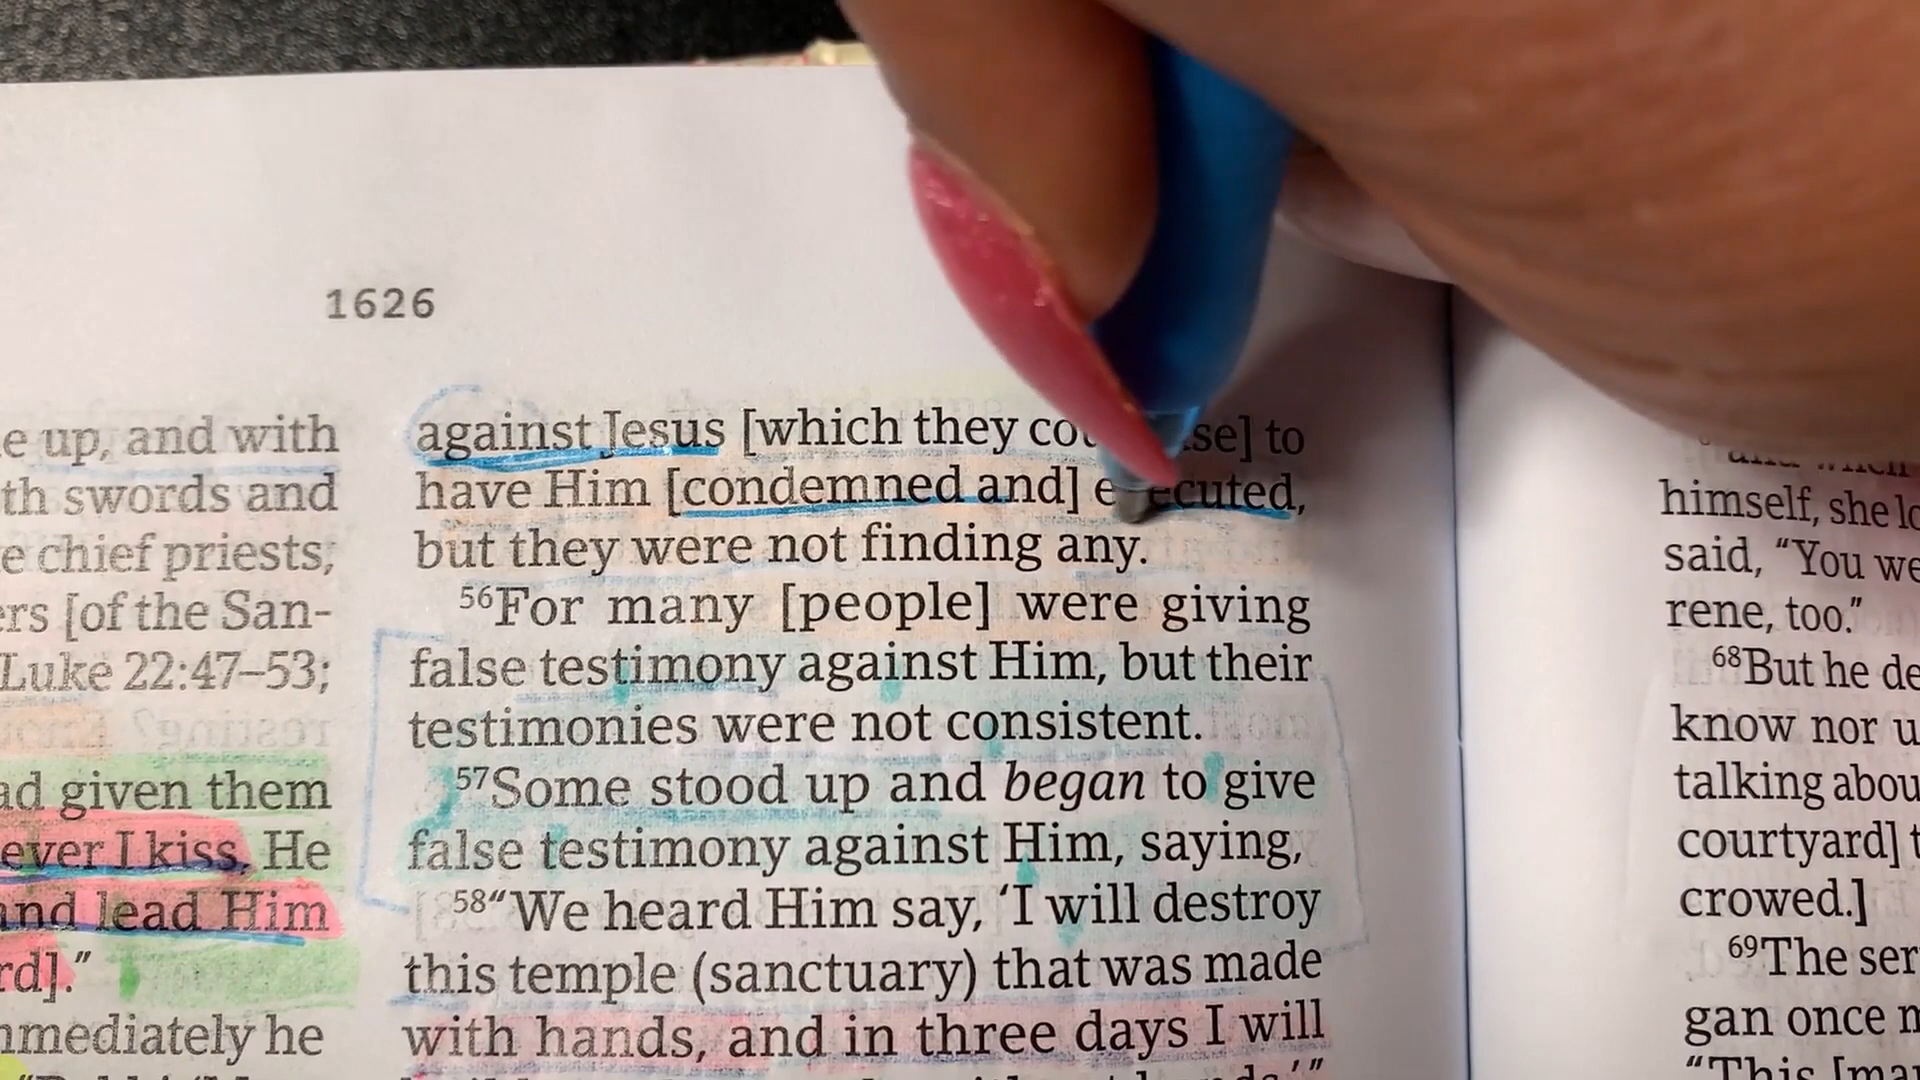 1626
e up, and with
th swords and
e chief priests;
ers [of the San-
Luke 22:47–53;
ad given them
ever I kiss, He
and lead Him
rd].”
mmediately he
against Jesus [which they to
have Him [condemned and] executed,
but they were not finding any.
56For many [people] were giving
false testimony against Him, but their
testimonies were not consistent.
57Some stood up and began to give
false testimony against Him, saying,
58“We heard Him say, ‘I will destroy
this temple (sanctuary) that was made
with hands, and in three days I will
himself, she lo
said, “You we
rene, too.”
68But he de
know nor u
talking abou
courtyard] t
crowed.]
69The ser
gan once m
“This [ma